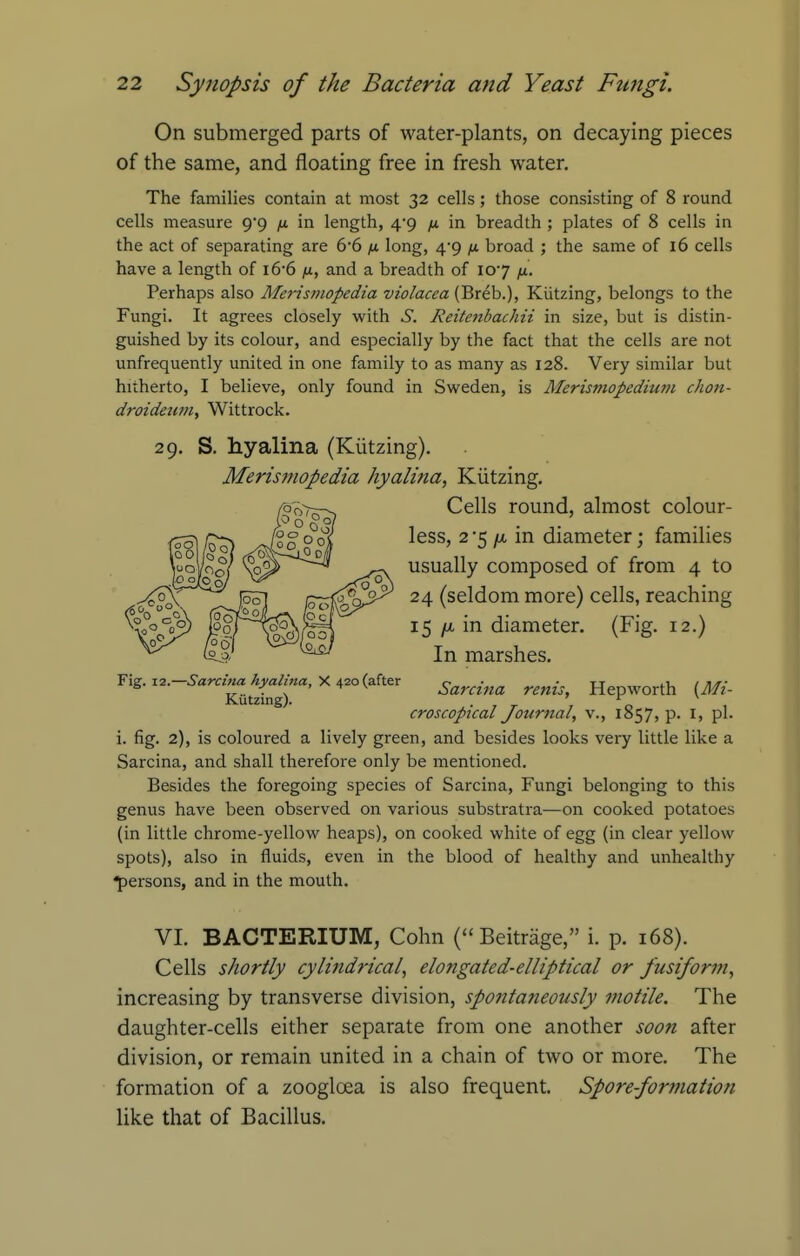 22 Synopsis of the Bacteria and Yeast Fungi.
On submerged parts of water-plants, on decaying pieces
of the same, and floating free in fresh water.
The families contain at most 32 cells; those consisting of 8 round
cells measure 9·9 μ in length, 4·9 μ in breadth; plates of 8 cells in
the act of separating are 6·6 μ long, 4·9 μ broad; the same of 16 cells
have a length of 16·6 μ, and a breadth of 10·7 μ.
Perhaps also Merismopedia violacea (Bréb.), Kützing, belongs to the
Fungi. It agrees closely with S. Reitenbachii in size, but is distin-
guished by its colour, and especially by the fact that the cells are not
unfrequently united in one family to as many as 128. Very similar but
hitherto, I believe, only found in Sweden, is Merismopedium chon-
droideum, Wittrock.
29. S. hyalina (Kützing).
Merismopedia hyalina, Kützing.
Cells round, almost colour-
less, 2·5 μ in diameter; families
usually composed of from 4 to
24 (seldom more) cells, reaching
15 μ in diameter. (Fig. 12.)
In marshes.
Fig. 12.—Sarcina hyalina, X 420 (after
Kützing).
Sarcina renis, Hepworth (Mi-
croscopical Journal, v., 1857, p. 1, pl.
i. fig. 2), is coloured a lively green, and besides looks very little like a
Sarcina, and shall therefore only be mentioned.
Besides the foregoing species of Sarcina, Fungi belonging to this
genus have been observed on various substratra—on cooked potatoes
(in little chrome-yellow heaps), on cooked white of egg (in clear yellow
spots), also in fluids, even in the blood of healthy and unhealthy
persons, and in the mouth.
VI. BACTERIUM, Cohn ("Beiträge," i. p. 168).
Cells shortly cylindrical, elongated-elliptical or fusiform,
increasing by transverse division, spontaneously motile. The
daughter-cells either separate from one another soon after
division, or remain united in a chain of two or more. The
formation of a zooglœa is also frequent. Spore-formation
like that of Bacillus.